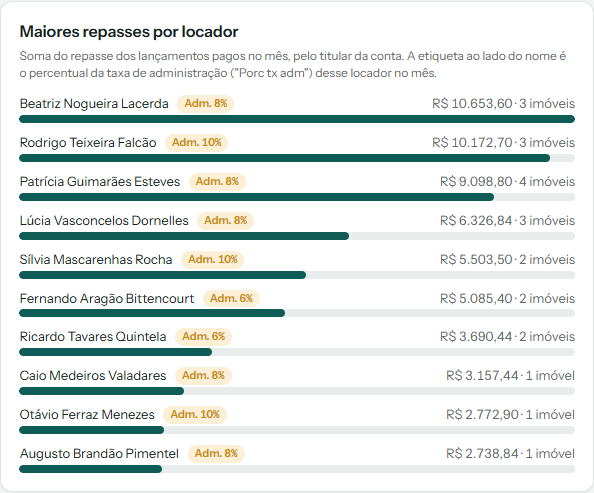 Maiores repasses por locador
Soma do repasse dos lançamentos pagos no mês, pelo titular da conta. A etiqueta ao lado do nome é
o percentual da taxa de administração ("Porc tx adm") desse locador no mês.
Beatriz Nogueira Lacerda Adm. 8% R$ 10.653,60 · 3 imóveis
Rodrigo Teixeira Falcão Adm. 10% R$ 10.172,70 · 3 imóveis
Patrícia Guimarães Esteves Adm. 8% R$ 9.098,80 · 4 imóveis
Lúcia Vasconcelos Dornelles Adm. 8% R$ 6.326,84 · 3 imóveis
Sílvia Mascarenhas Rocha Adm. 10% R$ 5.503,50 · 2 imóveis
Fernando Aragão Bittencourt Adm. 6% R$ 5.085,40 · 2 imóveis
Ricardo Tavares Quintela Adm. 6% R$ 3.690,44 · 2 imóveis
Caio Medeiros Valadares Adm. 8% R$ 3.157,44 · 1 imóvel
Otávio Ferraz Menezes Adm. 10% R$ 2.772,90 · 1 imóvel
Augusto Brandão Pimentel Adm. 8% R$ 2.738,84 · 1 imóvel